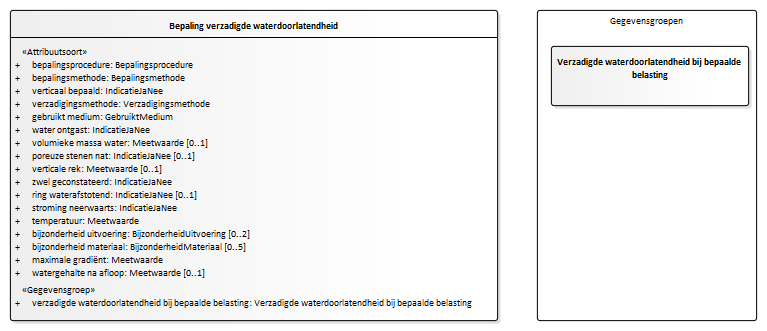 Bepaling verzadigde waterdoorlatendheid
«Attribuutsoort»
+ bepalingsprocedure: Bepalingsprocedure
+ bepalingsmethode: Bepalingsmethode
+ verticaal bepaald: IndicatieJaNee
+ verzadigingsmethode: Verzadigingsmethode
+ gebruikt medium: GebruiktMedium
+ water ontgast: IndicatieJaNee
+ volumieke massa water: Meetwaarde [0..1]
+ poreuze stenen nat: IndicatieJaNee [0..1]
+ verticale rek: Meetwaarde [0..1]
+ zwel geconstateerd: IndicatieJaNee
+ ring waterafstotend: IndicatieJaNee [0..1]
+ stroming neerwaarts: IndicatieJaNee
+ temperatuur: Meetwaarde
+ bijzonderheid uitvoering: BijzonderheidUitvoering [0..2]
+ bijzonderheid materiaal: BijzonderheidMateriaal [0..5]
+ maximale gradiënt: Meetwaarde
+ watergehalte na afloop: Meetwaarde [0..1]
«Gegevensgroep»
+ verzadigde waterdoorlatendheid bij bepaalde belasting: Verzadigde waterdoorlatendheid bij bepaalde belasting
Gegevensgroepen
Verzadigde waterdoorlatendheid bij bepaalde
belasting